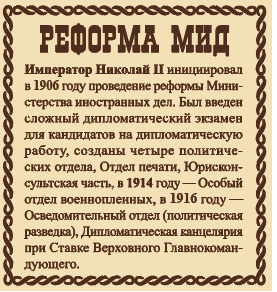 РЕФОРМА МИД
Император Николай II инициировал
в 1906 году проведение реформы Мини-
стерства иностранных дел. Был введен
сложный дипломатический экзамен
для кандидатов на дипломатическую
работу, созданы четыре политиче-
ских отдела, Отдел печати, Юрискон-
сультская часть, в 1914 году — Особый
отдел военнопленных, в 1916 году —
Осведомительный отдел (политическая
разведка), Дипломатическая канцелярия
при Ставке Верховного Главнокоман-
дующего.